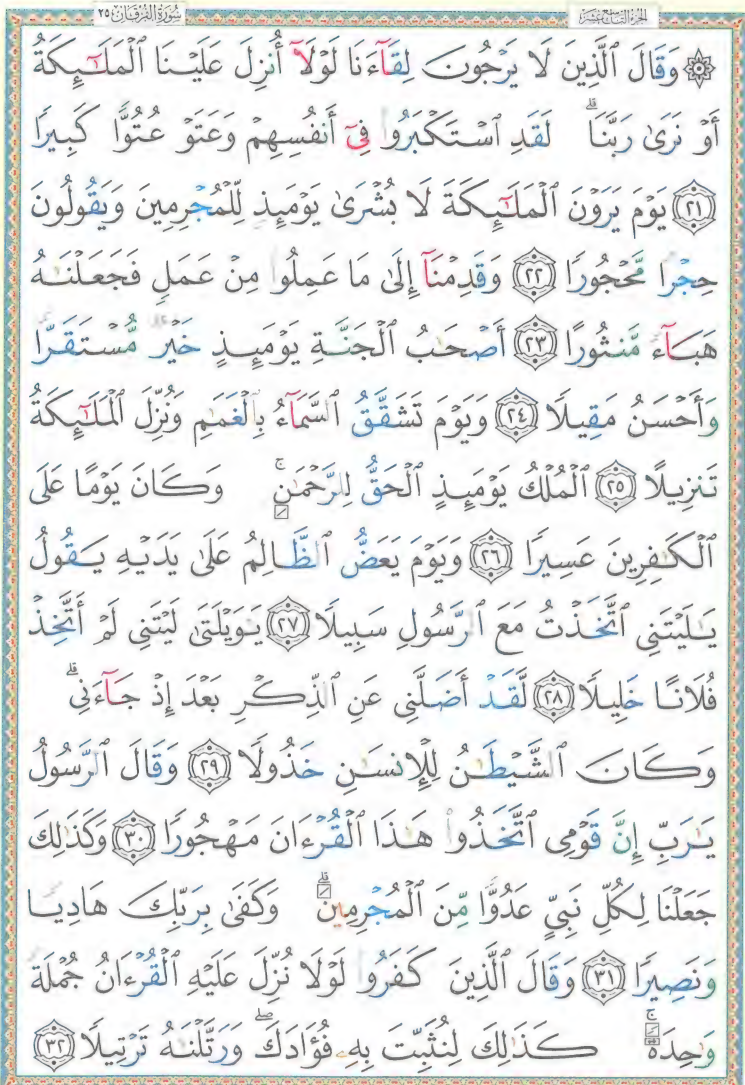 سُورَةُ الفُرْقَان ٢٥
الجزء التاسع عشر
۞ وَقَالَ ٱلَّذِينَ لَا يَرْجُونَ لِقَآءَنَا لَوْلَآ أُنزِلَ عَلَيْنَا ٱلْمَلَـٰٓئِكَةُ
أَوْ نَرَىٰ رَبَّنَا ۗ لَقَدِ ٱسْتَكْبَرُوا۟ فِىٓ أَنفُسِهِمْ وَعَتَوْ عُتُوًّا كَبِيرًا
٢١ يَوْمَ يَرَوْنَ ٱلْمَلَـٰٓئِكَةَ لَا بُشْرَىٰ يَوْمَئِذٍ لِّلْمُجْرِمِينَ وَيَقُولُونَ
حِجْرًا مَّحْجُورًا ٢٢ وَقَدِمْنَآ إِلَىٰ مَا عَمِلُوا۟ مِنْ عَمَلٍ فَجَعَلْنَـٰهُ
هَبَآءً مَّنثُورًا ٢٣ أَصْحَـٰبُ ٱلْجَنَّةِ يَوْمَئِذٍ خَيْرٌ مُّسْتَقَرًّا
وَأَحْسَنُ مَقِيلًا ٢٤ وَيَوْمَ تَشَقَّقُ ٱلسَّمَآءُ بِٱلْغَمَـٰمِ وَنُزِّلَ ٱلْمَلَـٰٓئِكَةُ
تَنزِيلًا ٢٥ ٱلْمُلْكُ يَوْمَئِذٍ ٱلْحَقُّ لِلرَّحْمَـٰنِ ۚ وَكَانَ يَوْمًا عَلَى
ٱلْكَـٰفِرِينَ عَسِيرًا ٢٦ وَيَوْمَ يَعَضُّ ٱلظَّالِمُ عَلَىٰ يَدَيْهِ يَقُولُ
يَـٰلَيْتَنِى ٱتَّخَذْتُ مَعَ ٱلرَّسُولِ سَبِيلًا ٢٧ يَـٰوَيْلَتَىٰ لَيْتَنِى لَمْ أَتَّخِذْ
فُلَانًا خَلِيلًا ٢٨ لَّقَدْ أَضَلَّنِى عَنِ ٱلذِّكْرِ بَعْدَ إِذْ جَآءَنِى ۗ
وَكَانَ ٱلشَّيْطَـٰنُ لِلْإِنسَـٰنِ خَذُولًا ٢٩ وَقَالَ ٱلرَّسُولُ
يَـٰرَبِّ إِنَّ قَوْمِى ٱتَّخَذُوا۟ هَـٰذَا ٱلْقُرْءَانَ مَهْجُورًا ٣٠ وَكَذَٰلِكَ
جَعَلْنَا لِكُلِّ نَبِىٍّ عَدُوًّا مِّنَ ٱلْمُجْرِمِينَ ۗ وَكَفَىٰ بِرَبِّكَ هَادِيًا
وَنَصِيرًا ٣١ وَقَالَ ٱلَّذِينَ كَفَرُوا۟ لَوْلَا نُزِّلَ عَلَيْهِ ٱلْقُرْءَانُ جُمْلَةً
وَٰحِدَةً ۚ كَذَٰلِكَ لِنُثَبِّتَ بِهِۦ فُؤَادَكَ ۖ وَرَتَّلْنَـٰهُ تَرْتِيلًا ٣٢